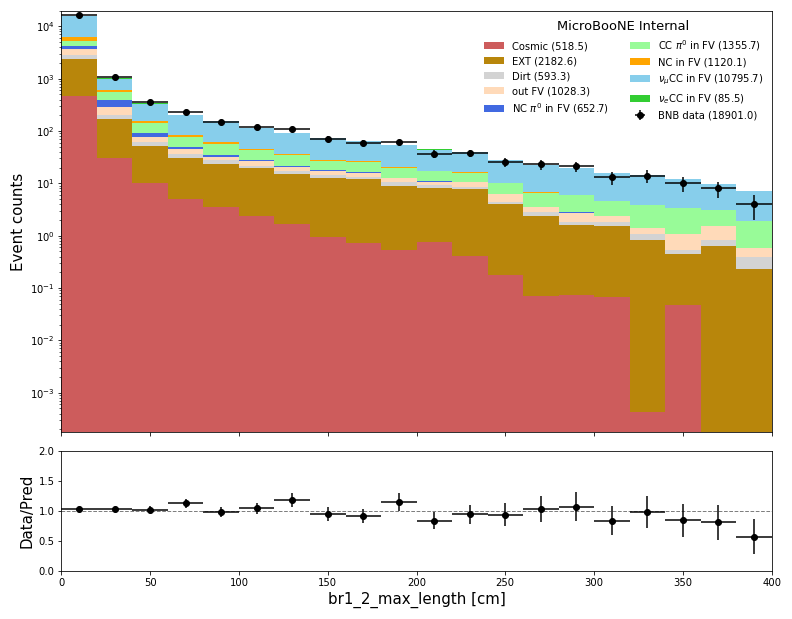 MicroBooNE Internal
Cosmic (518.5)
EXT (2182.6)
Dirt (593.3)
out FV (1028.3)
NC π⁰ in FV (652.7)
CC π⁰ in FV (1355.7)
NC in FV (1120.1)
νμCC in FV (10795.7)
νeCC in FV (85.5)
BNB data (18901.0)
Event counts
10⁴
10³
10²
10¹
10⁰
10⁻¹
10⁻²
10⁻³
Data/Pred
2.0
1.5
1.0
0.5
0.0
0 50 100 150 200 250 300 350 400
br1_2_max_length [cm]